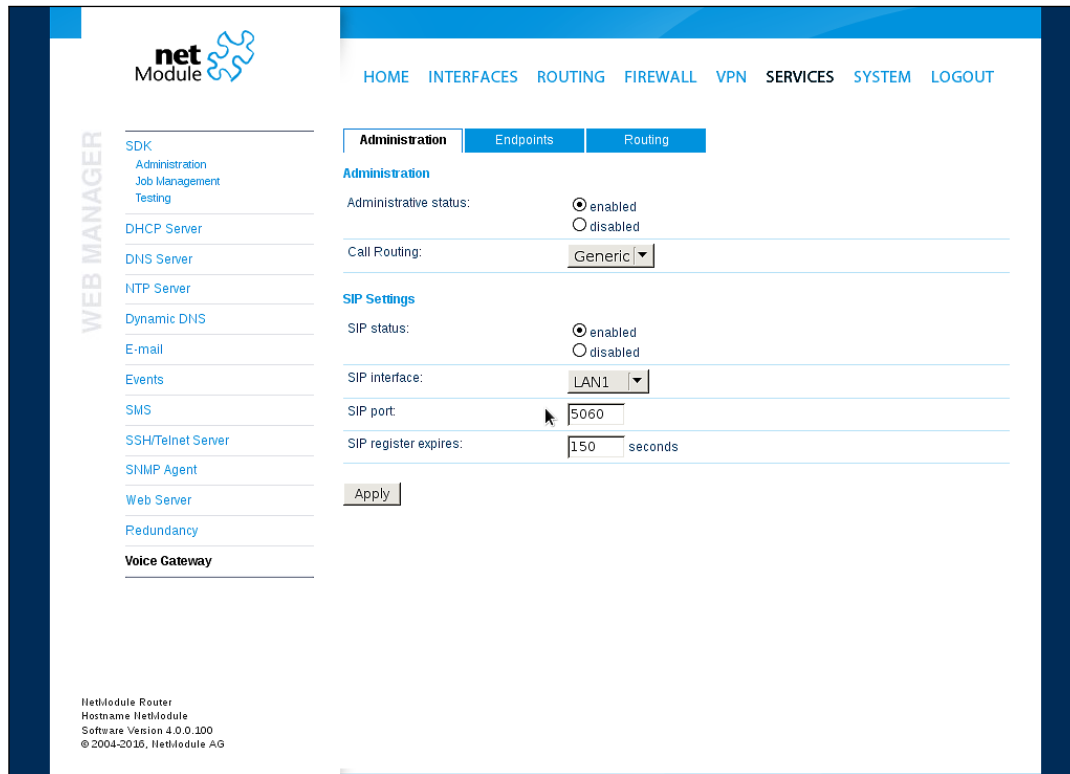 net
Module
HOME INTERFACES ROUTING FIREWALL VPN SERVICES SYSTEM LOGOUT
WEB MANAGER
SDK
Administration
Job Management
Testing
DHCP Server
DNS Server
NTP Server
Dynamic DNS
E-mail
Events
SMS
SSH/Telnet Server
SNMP Agent
Web Server
Redundancy
Voice Gateway
Administration Endpoints Routing
Administration
Administrative status:
enabled
disabled
Call Routing: Generic
SIP Settings
SIP status:
enabled
disabled
SIP interface: LAN1
SIP port: 5060
SIP register expires: 150 seconds
Apply
NetModule Router
Hostname NetModule
Software Version 4.0.0.100
© 2004-2016, NetModule AG